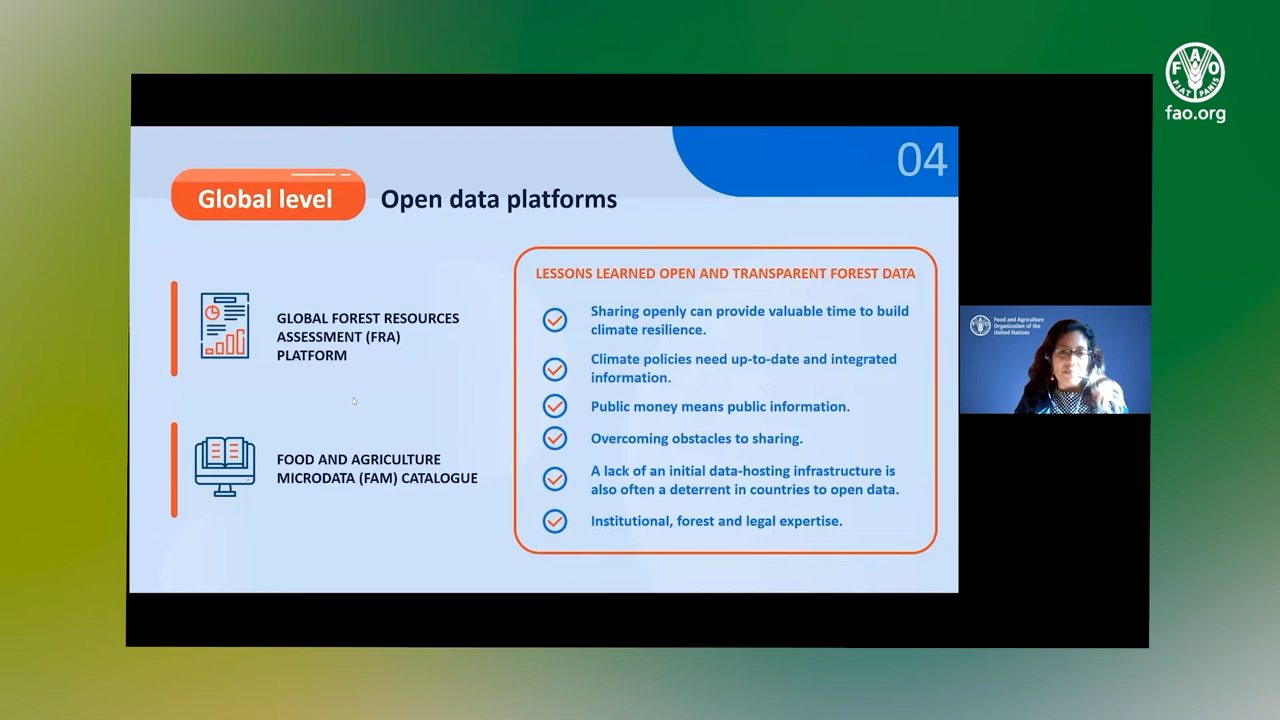 FAO
FIAT PANIS
fao.org
04
Global level
Open data platforms
GLOBAL FOREST RESOURCES
ASSESSMENT (FRA)
PLATFORM
FOOD AND AGRICULTURE
MICRODATA (FAM) CATALOGUE
LESSONS LEARNED OPEN AND TRANSPARENT FOREST DATA
Sharing openly can provide valuable time to build
climate resilience.
Climate policies need up-to-date and integrated
information.
Public money means public information.
Overcoming obstacles to sharing.
A lack of an initial data-hosting infrastructure is
also often a deterrent in countries to open data.
Institutional, forest and legal expertise.
Food and Agriculture
Organization of the
United Nations